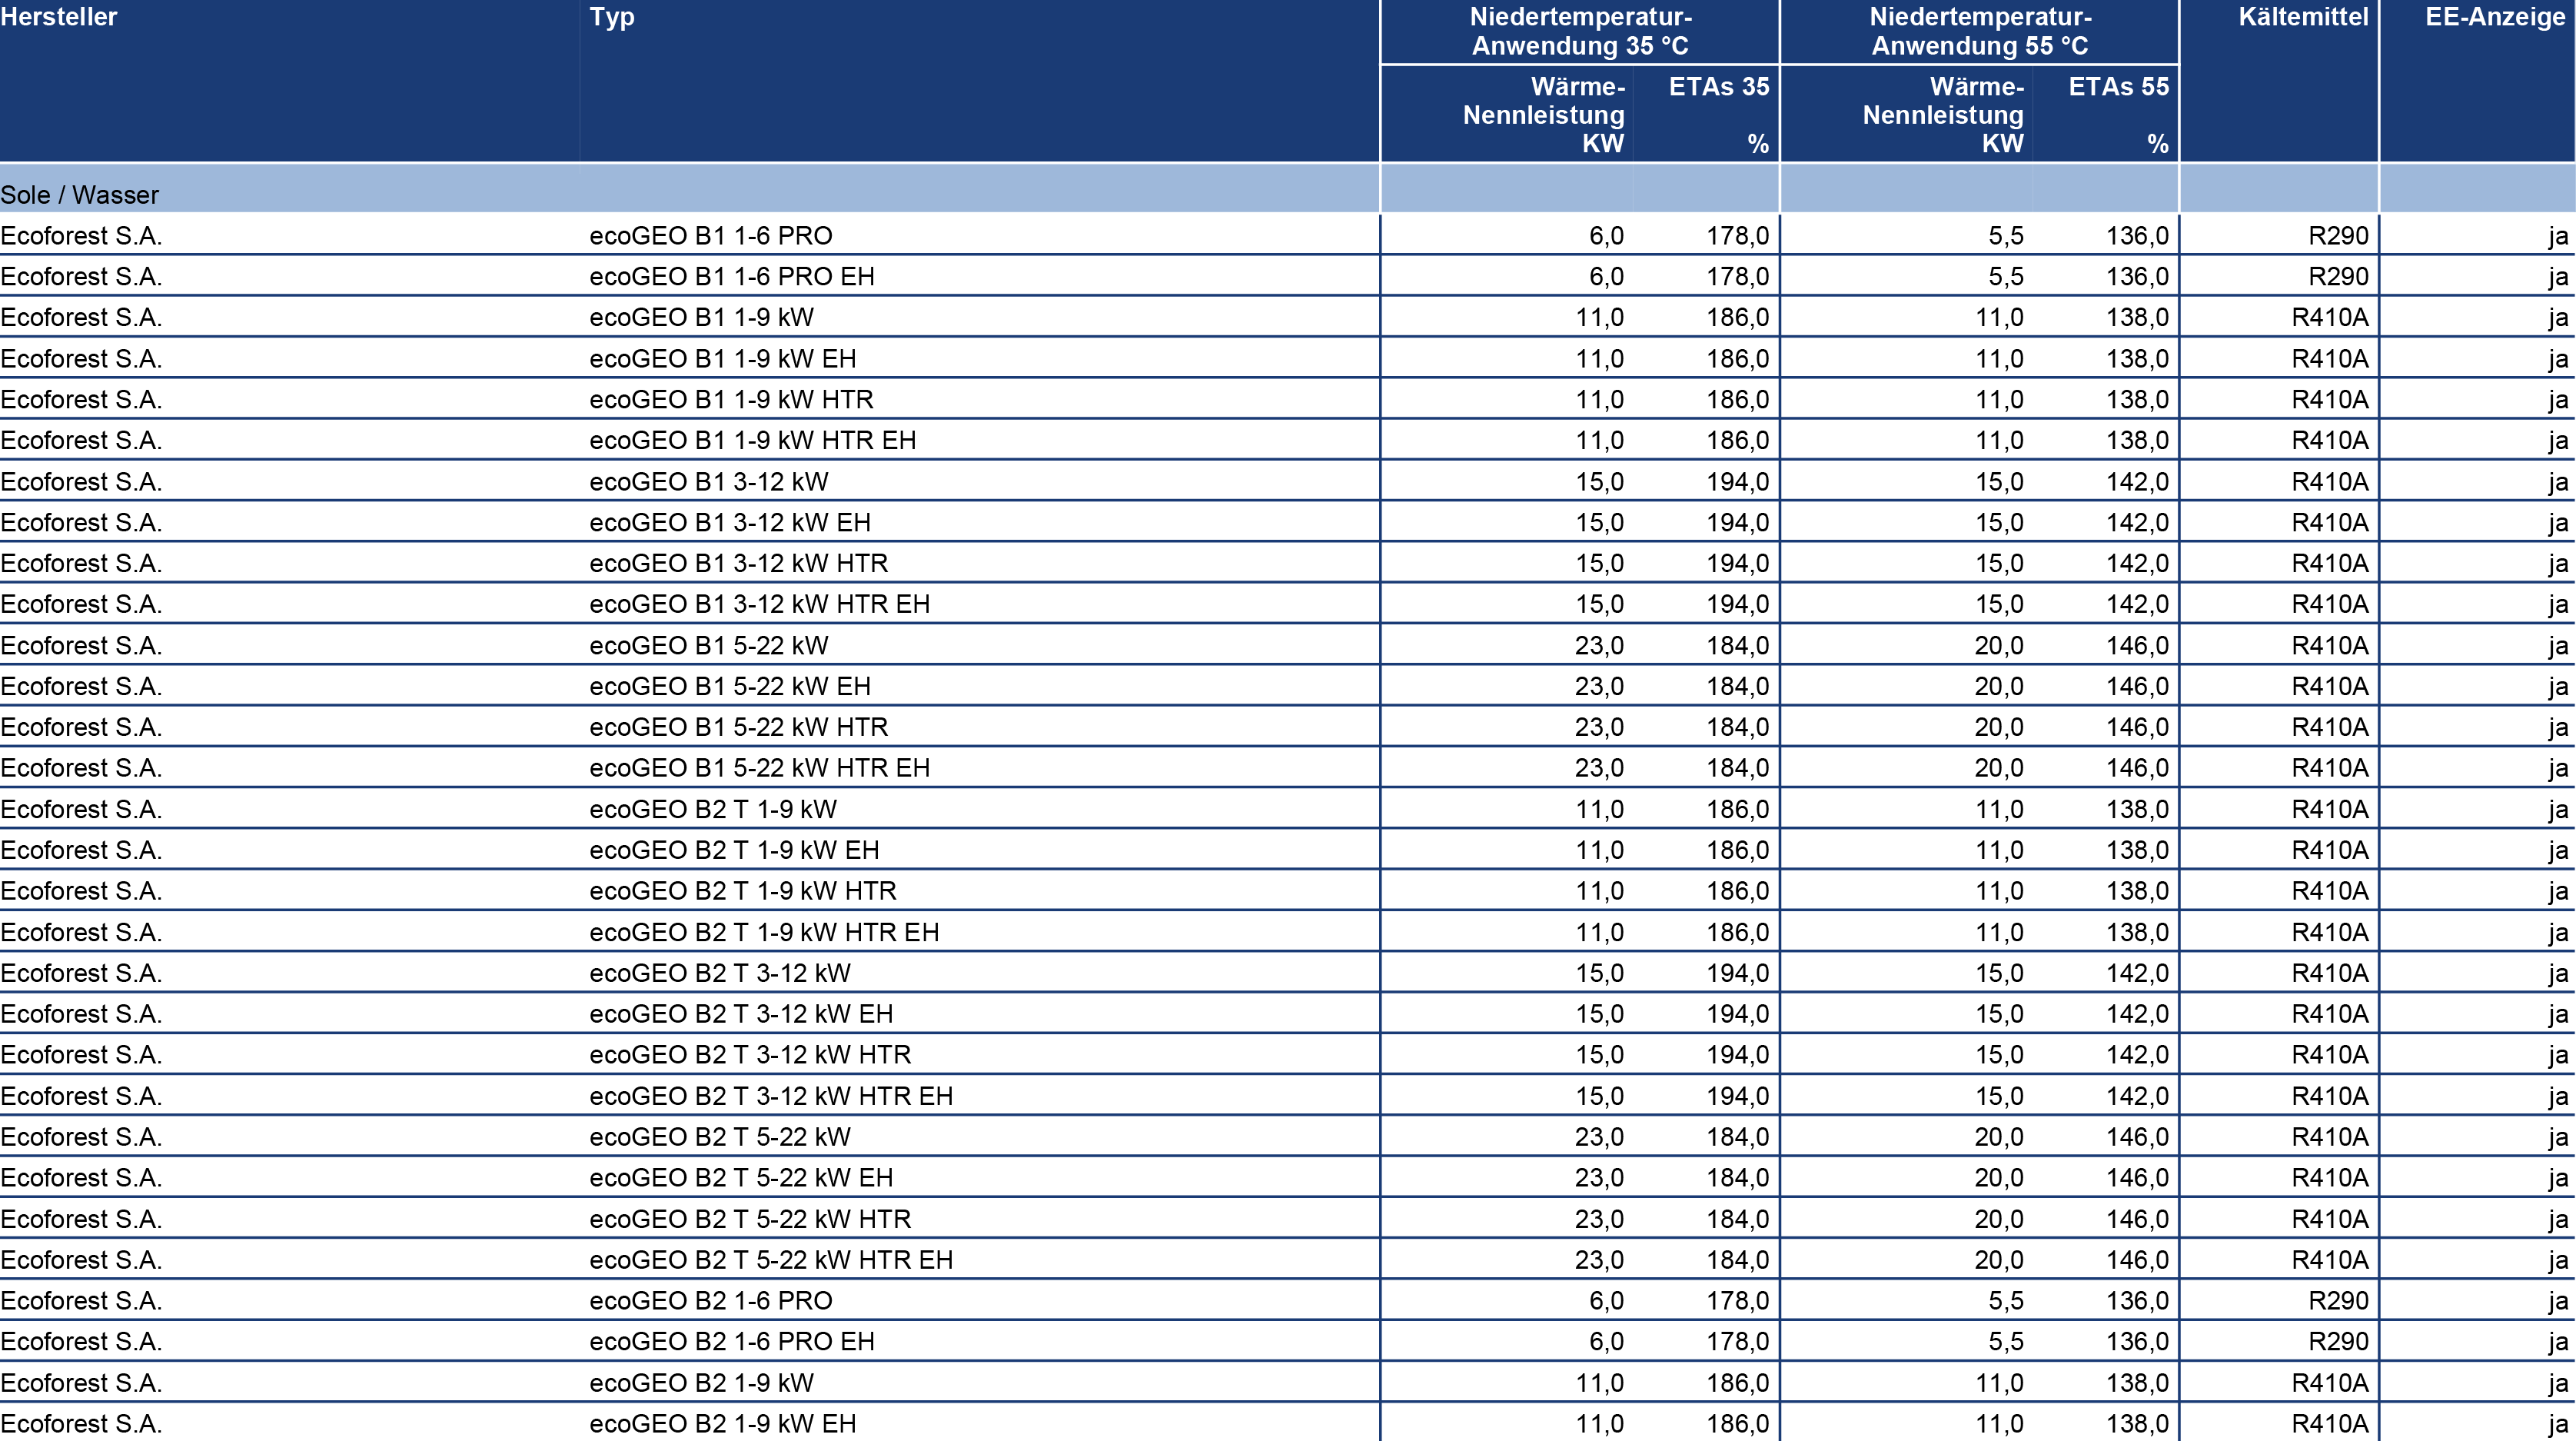 Hersteller Typ Niedertemperatur- Niedertemperatur- Kältemittel EE-Anzeige
Anwendung 35 °C Anwendung 55 °C
Wärme- ETAs 35 Wärme- ETAs 55
Nennleistung Nennleistung
KW % KW %
Sole / Wasser
Ecoforest S.A. ecoGEO B1 1-6 PRO 6,0 178,0 5,5 136,0 R290 ja
Ecoforest S.A. ecoGEO B1 1-6 PRO EH 6,0 178,0 5,5 136,0 R290 ja
Ecoforest S.A. ecoGEO B1 1-9 kW 11,0 186,0 11,0 138,0 R410A ja
Ecoforest S.A. ecoGEO B1 1-9 kW EH 11,0 186,0 11,0 138,0 R410A ja
Ecoforest S.A. ecoGEO B1 1-9 kW HTR 11,0 186,0 11,0 138,0 R410A ja
Ecoforest S.A. ecoGEO B1 1-9 kW HTR EH 11,0 186,0 11,0 138,0 R410A ja
Ecoforest S.A. ecoGEO B1 3-12 kW 15,0 194,0 15,0 142,0 R410A ja
Ecoforest S.A. ecoGEO B1 3-12 kW EH 15,0 194,0 15,0 142,0 R410A ja
Ecoforest S.A. ecoGEO B1 3-12 kW HTR 15,0 194,0 15,0 142,0 R410A ja
Ecoforest S.A. ecoGEO B1 3-12 kW HTR EH 15,0 194,0 15,0 142,0 R410A ja
Ecoforest S.A. ecoGEO B1 5-22 kW 23,0 184,0 20,0 146,0 R410A ja
Ecoforest S.A. ecoGEO B1 5-22 kW EH 23,0 184,0 20,0 146,0 R410A ja
Ecoforest S.A. ecoGEO B1 5-22 kW HTR 23,0 184,0 20,0 146,0 R410A ja
Ecoforest S.A. ecoGEO B1 5-22 kW HTR EH 23,0 184,0 20,0 146,0 R410A ja
Ecoforest S.A. ecoGEO B2 T 1-9 kW 11,0 186,0 11,0 138,0 R410A ja
Ecoforest S.A. ecoGEO B2 T 1-9 kW EH 11,0 186,0 11,0 138,0 R410A ja
Ecoforest S.A. ecoGEO B2 T 1-9 kW HTR 11,0 186,0 11,0 138,0 R410A ja
Ecoforest S.A. ecoGEO B2 T 1-9 kW HTR EH 11,0 186,0 11,0 138,0 R410A ja
Ecoforest S.A. ecoGEO B2 T 3-12 kW 15,0 194,0 15,0 142,0 R410A ja
Ecoforest S.A. ecoGEO B2 T 3-12 kW EH 15,0 194,0 15,0 142,0 R410A ja
Ecoforest S.A. ecoGEO B2 T 3-12 kW HTR 15,0 194,0 15,0 142,0 R410A ja
Ecoforest S.A. ecoGEO B2 T 3-12 kW HTR EH 15,0 194,0 15,0 142,0 R410A ja
Ecoforest S.A. ecoGEO B2 T 5-22 kW 23,0 184,0 20,0 146,0 R410A ja
Ecoforest S.A. ecoGEO B2 T 5-22 kW EH 23,0 184,0 20,0 146,0 R410A ja
Ecoforest S.A. ecoGEO B2 T 5-22 kW HTR 23,0 184,0 20,0 146,0 R410A ja
Ecoforest S.A. ecoGEO B2 T 5-22 kW HTR EH 23,0 184,0 20,0 146,0 R410A ja
Ecoforest S.A. ecoGEO B2 1-6 PRO 6,0 178,0 5,5 136,0 R290 ja
Ecoforest S.A. ecoGEO B2 1-6 PRO EH 6,0 178,0 5,5 136,0 R290 ja
Ecoforest S.A. ecoGEO B2 1-9 kW 11,0 186,0 11,0 138,0 R410A ja
Ecoforest S.A. ecoGEO B2 1-9 kW EH 11,0 186,0 11,0 138,0 R410A ja